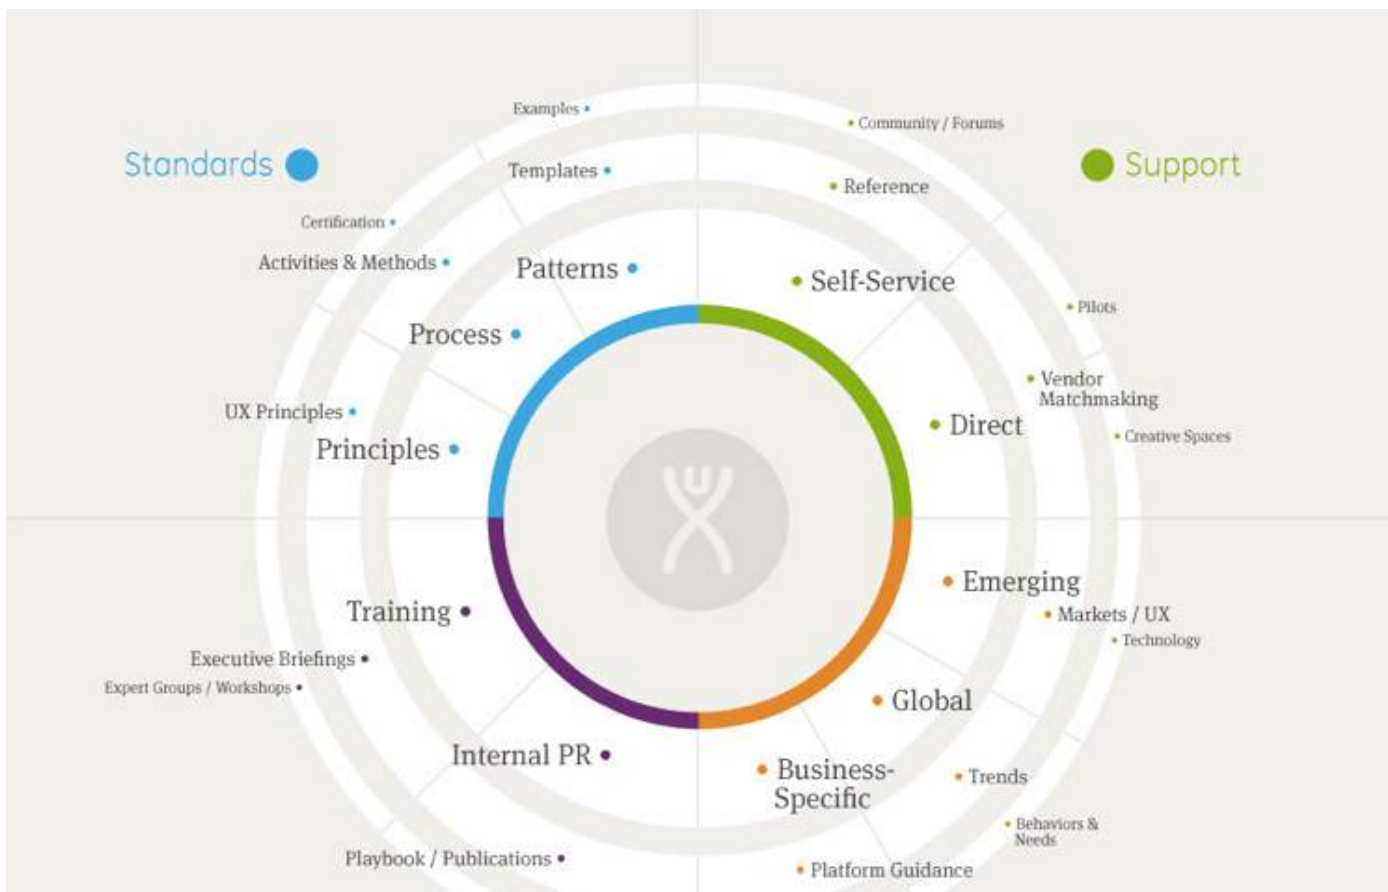 Examples
Community / Forums
Standards
Support
Templates
Reference
Certification
Activities & Methods
Patterns
Self-Service
Pilots
Process
Vendor
Matchmaking
UX Principles
Direct
Creative Spaces
Principles
Emerging
Training
Markets / UX
Technology
Executive Briefings
Expert Groups / Workshops
Global
Internal PR
Business-
Specific
Trends
Behaviors &
Needs
Playbook / Publications
Platform Guidance